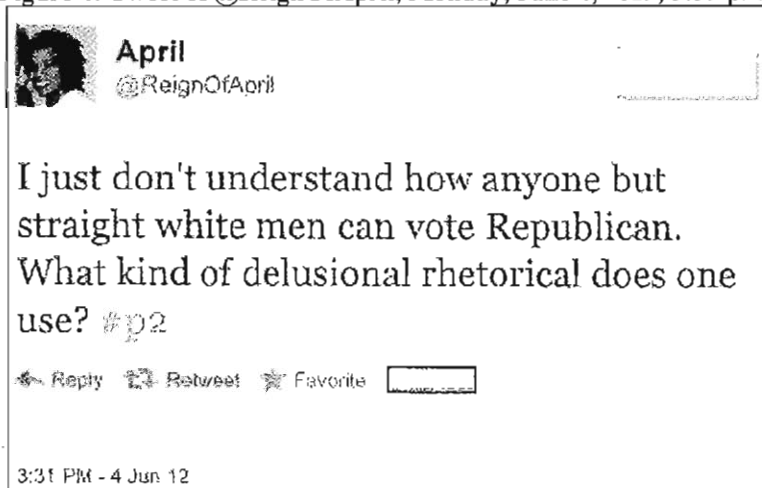 April
@ReignOfApril
I just don't understand how anyone but
straight white men can vote Republican.
What kind of delusional rhetorical does one
use? #p2
Reply Retweet Favorite
3:31 PM - 4 Jun 12